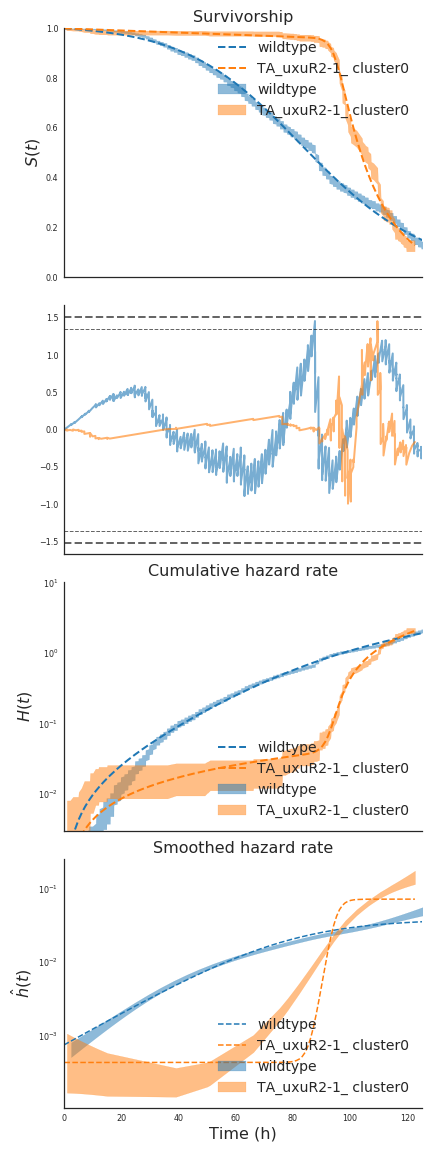 Survivorship
1.0
wildtype
TA_uxuR2-1_ cluster0
wildtype
TA_uxuR2-1_ cluster0
0.8
0.6
S(t)
0.4
0.2
0.0
1.5
1.0
0.5
0.0
−0.5
−1.0
−1.5
Cumulative hazard rate
10¹
10⁰
H(t)
10⁻¹
wildtype
TA_uxuR2-1_ cluster0
wildtype
TA_uxuR2-1_ cluster0
10⁻²
Smoothed hazard rate
10⁻¹
10⁻²
ĥ(t)
10⁻³
wildtype
TA_uxuR2-1_ cluster0
wildtype
TA_uxuR2-1_ cluster0
0 20 40 60 80 100 120
Time (h)